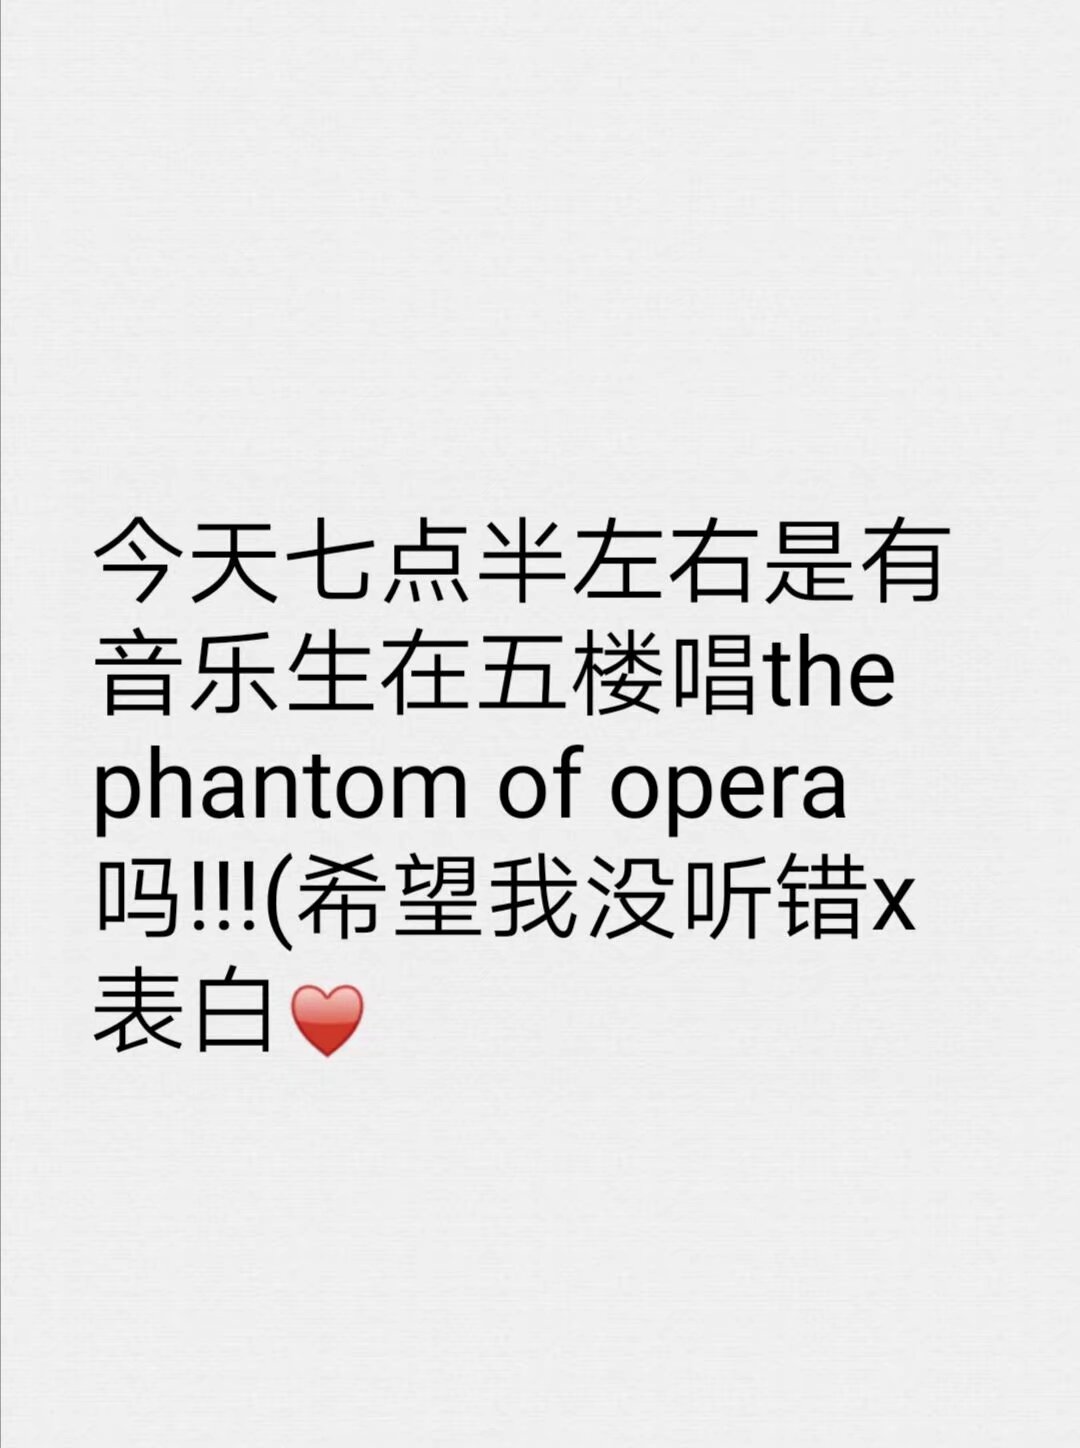 今天七点半左右是有
音乐生在五楼唱the
phantom of opera
吗!!!(希望我没听错x
表白♥️